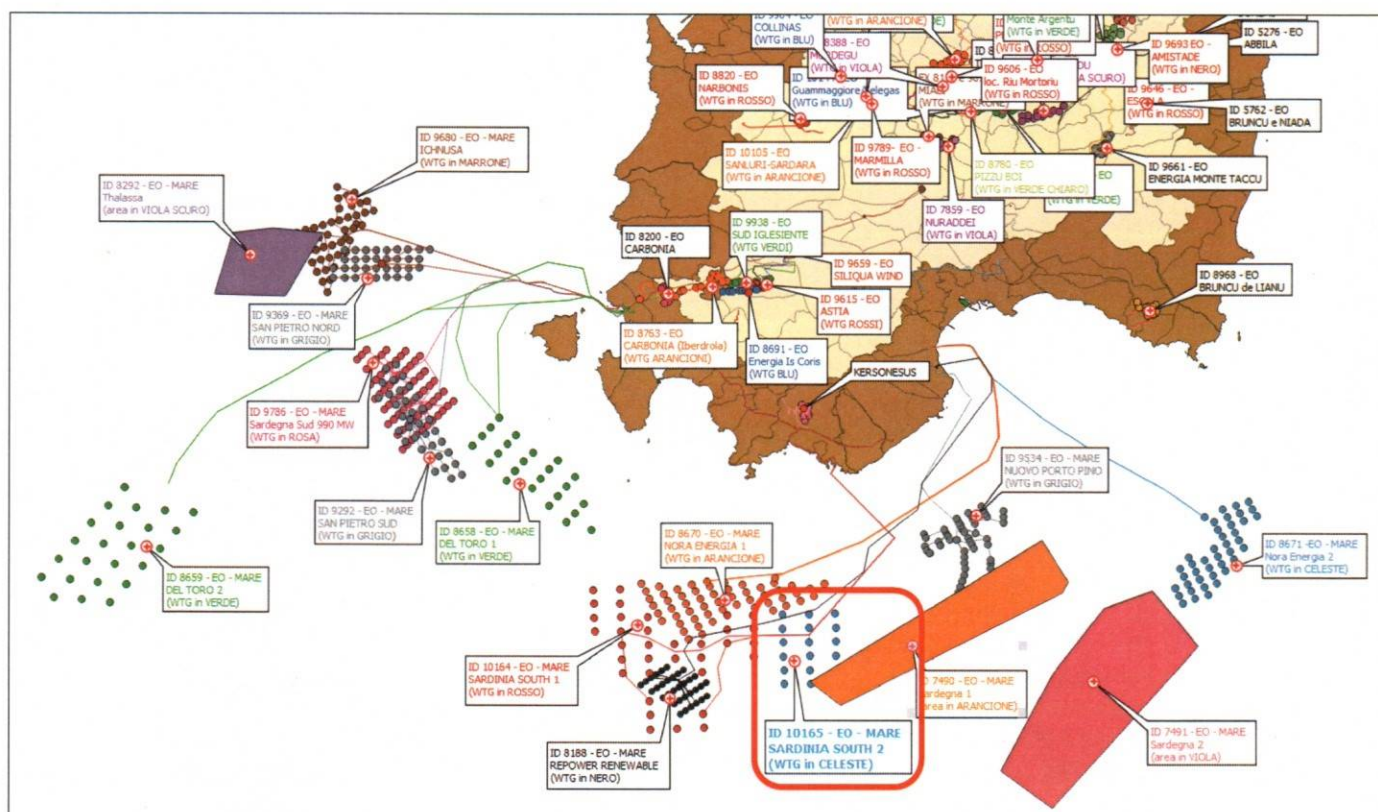 COLLINAS
(WTG in BLU)
(WTG in ARANCIONE)
8388 - EO
(WTG in VIOLA)
Monte Argentu
(WTG in VERDE)
ID 9693 EO -
AMISTADE
(WTG in NERO)
ID 5276 - EO
ABBILA
ID 8820 - EO
NARBONIS
(WTG in ROSSO)
Guammaggiore
(WTG in BLU)
ID 9606 - EO
loc. Riu Mortoriu
(WTG in ROSSO)
ID 9646 - EO -
(WTG in ROSSO)
ID 5762 - EO
BRUNCU e NIADA
ID 9680 - EO - MARE
ICHNUSA
(WTG in MARRONE)
ID 10105 - EO
SANLURI-SARDARA
(WTG in ARANCIONE)
ID 9789- EO -
MARMILLA
(WTG in ROSSO)
ID 8780 - EO
(WTG in VERDE CHIARO)
ID 9661 - EO
ENERGIA MONTE TACCU
ID 8292 - EO - MARE
Thalassa
(area in VIOLA SCURO)
ID 7859 - EO
NURADDEI
(WTG in VIOLA)
ID 8200 - EO
CARBONIA
ID 9938 - EO
SUD IGLESIENTE
(WTG VERDI)
ID 9659 - EO
SILIQUA WIND
ID 8968 - EO
BRUNCU de LIANU
ID 9369 - EO - MARE
SAN PIETRO NORD
(WTG in GRIGIO)
ID 8763 - EO
CARBONIA (Iberdrola)
(WTG ARANCIONI)
ID 8691 - EO
Energia Is Coris
(WTG BLU)
ID 9615 - EO
ASTIA
(WTG ROSSI)
KERSONESUS
ID 9786 - EO - MARE
Sardegna Sud 990 MW
(WTG in ROSA)
ID 9292 - EO - MARE
SAN PIETRO SUD
(WTG in GRIGIO)
ID 8658 - EO - MARE
DEL TORO 1
(WTG in VERDE)
ID 9534 - EO - MARE
NUOVO PORTO PINO
(WTG in GRIGIO)
ID 8670 - EO - MARE
NORA ENERGIA 1
(WTG in ARANCIONE)
ID 8671 - EO - MARE
Nora Energia 2
(WTG in CELESTE)
ID 8659 - EO - MARE
DEL TORO 2
(WTG in VERDE)
ID 10164 - EO - MARE
SARDINIA SOUTH 1
(WTG in ROSSO)
ID 7490 - EO - MARE
Sardegna 1
(area in ARANCIONE)
ID 10165 - EO - MARE
SARDINIA SOUTH 2
(WTG in CELESTE)
ID 7491 - EO - MARE
Sardegna 2
(area in VIOLA)
ID 8188 - EO - MARE
REPOWER RENEWABLE
(WTG in NERO)